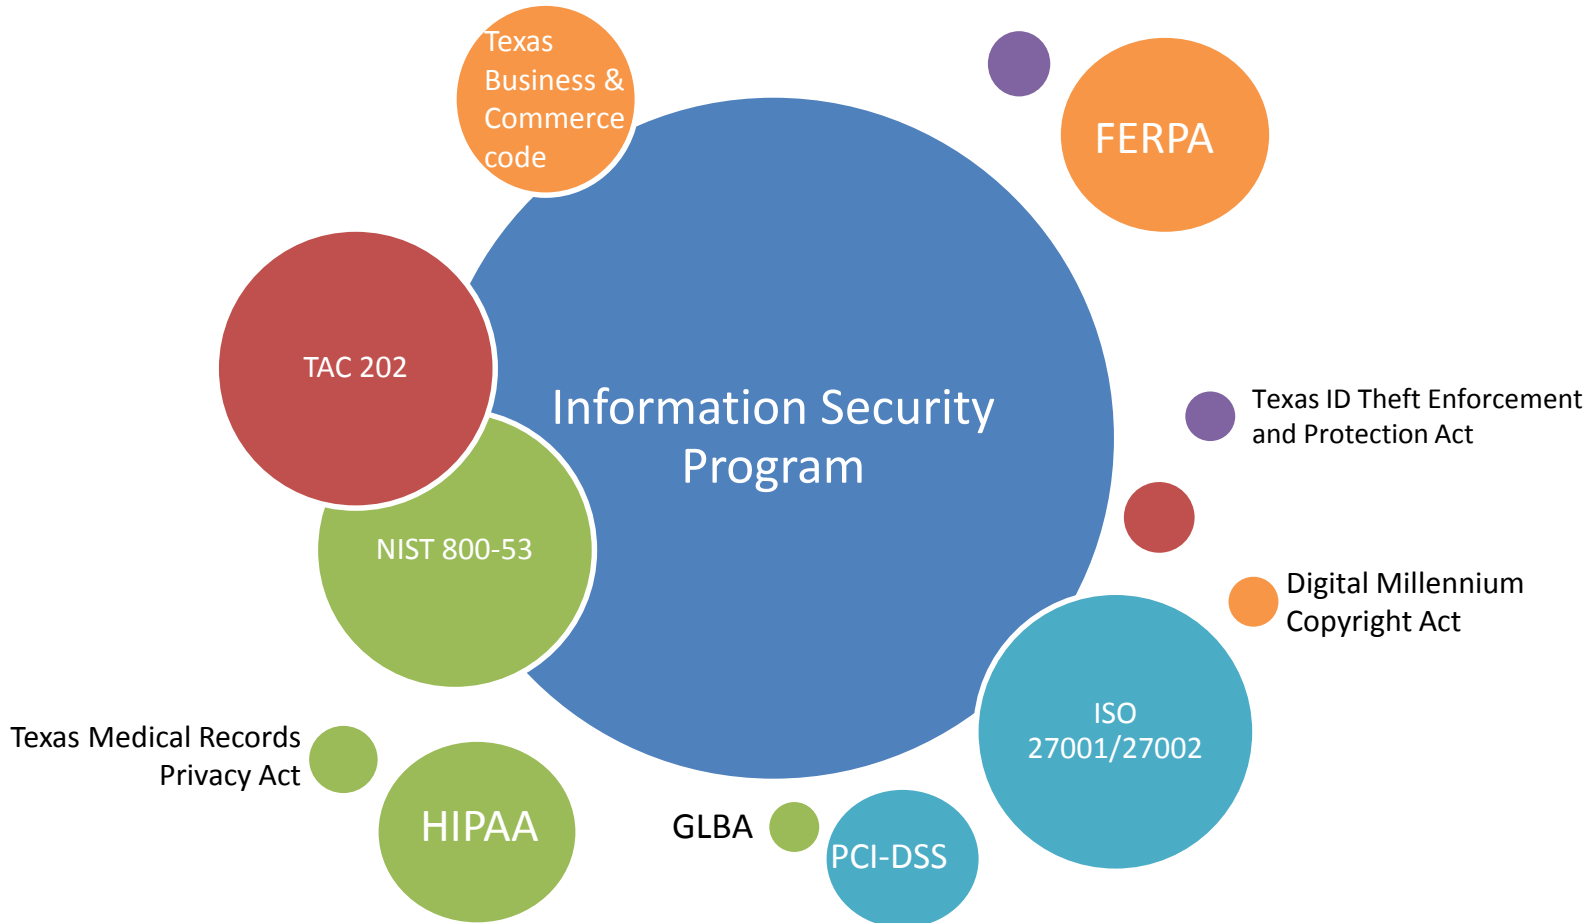 Texas
Business &
Commerce
code
FERPA
TAC 202
Information Security
Program
Texas ID Theft Enforcement
and Protection Act
NIST 800-53
Digital Millennium
Copyright Act
ISO
27001/27002
Texas Medical Records
Privacy Act
HIPAA
GLBA
PCI-DSS